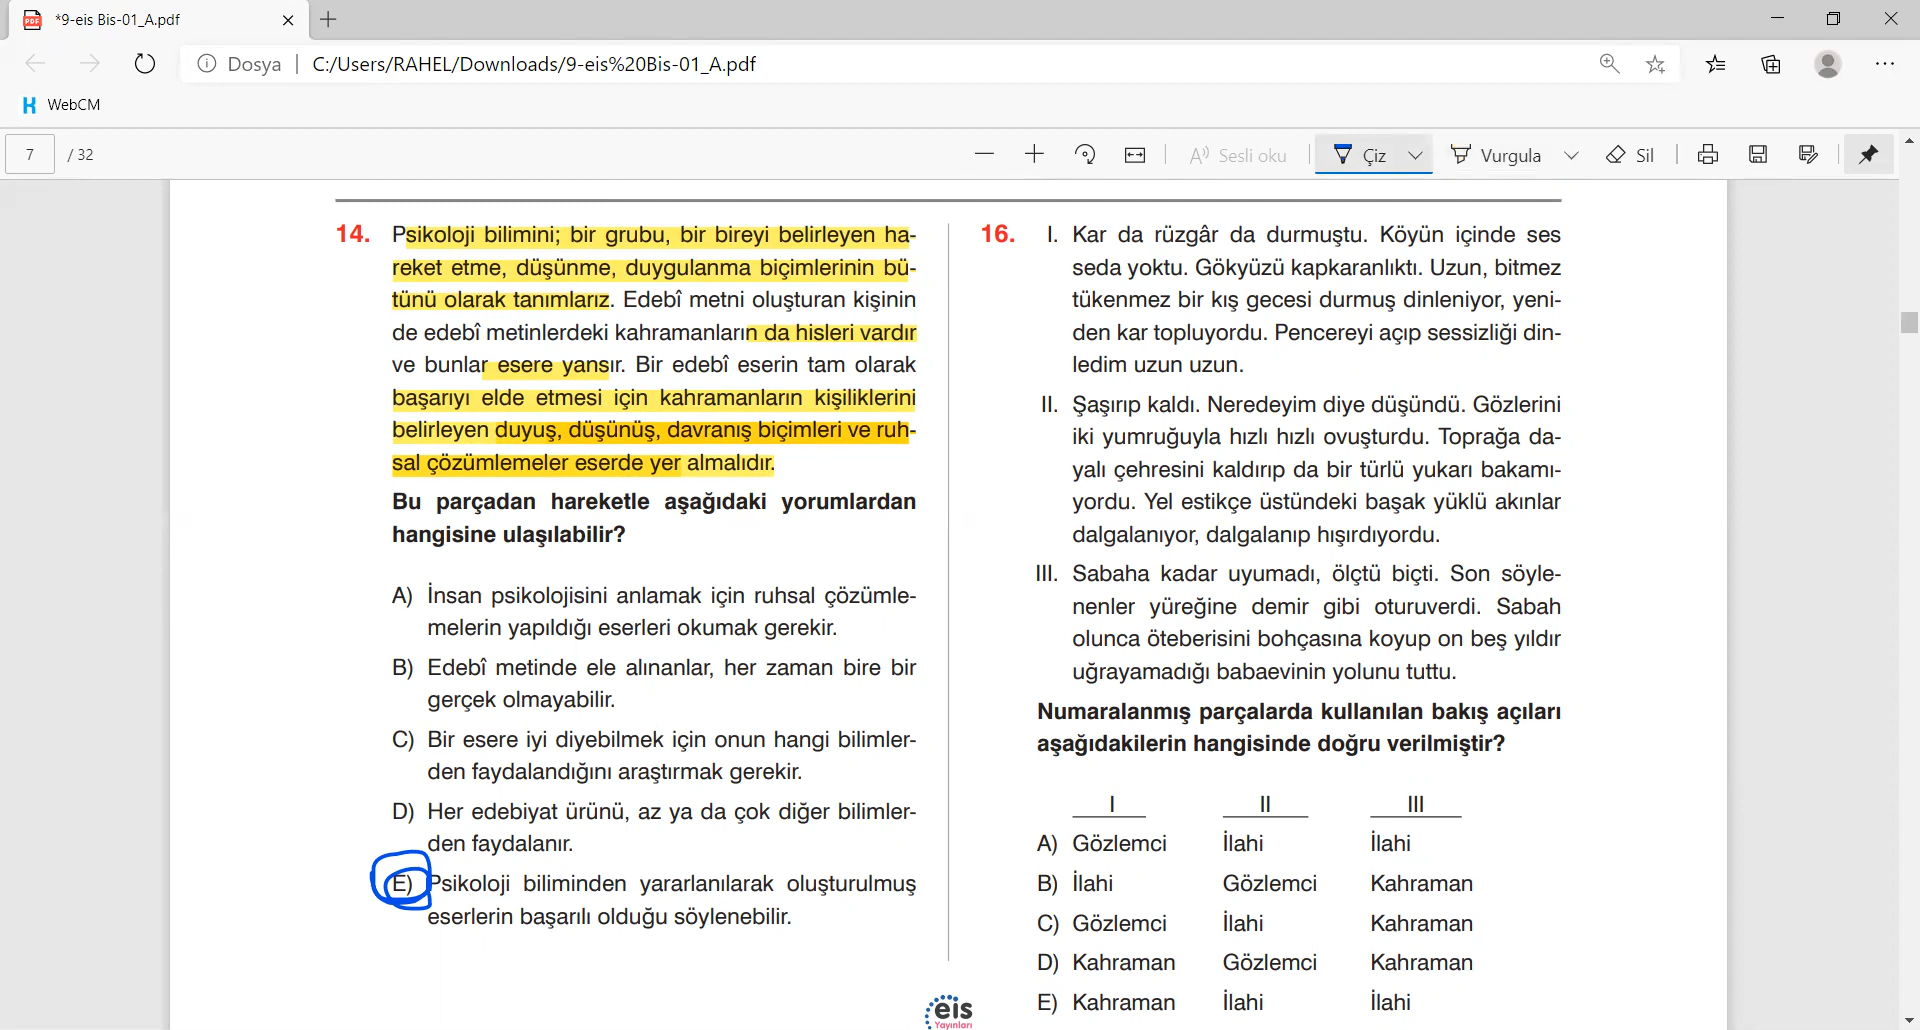 *9-eis Bis-01_A.pdf
Dosya | C:/Users/RAHEL/Downloads/9-eis%20Bis-01_A.pdf
WebCM
7 / 32
Sesli oku
Çiz
Vurgula
Sil
14. Psikoloji bilimini; bir grubu, bir bireyi belirleyen ha-
reket etme, düşünme, duygulanma biçimlerinin bü-
tünü olarak tanımlarız. Edebî metni oluşturan kişinin
de edebî metinlerdeki kahramanların da hisleri vardır
ve bunlar esere yansır. Bir edebî eserin tam olarak
başarıyı elde etmesi için kahramanların kişiliklerini
belirleyen duyuş, düşünüş, davranış biçimleri ve ruh-
sal çözümlemeler eserde yer almalıdır.
Bu parçadan hareketle aşağıdaki yorumlardan
hangisine ulaşılabilir?
A) İnsan psikolojisini anlamak için ruhsal çözümle-
melerin yapıldığı eserleri okumak gerekir.
B) Edebî metinde ele alınanlar, her zaman bire bir
gerçek olmayabilir.
C) Bir esere iyi diyebilmek için onun hangi bilimler-
den faydalandığını araştırmak gerekir.
D) Her edebiyat ürünü, az ya da çok diğer bilimler-
den faydalanır.
E) Psikoloji biliminden yararlanılarak oluşturulmuş
eserlerin başarılı olduğu söylenebilir.
16. I. Kar da rüzgâr da durmuştu. Köyün içinde ses
seda yoktu. Gökyüzü kapkaranlıktı. Uzun, bitmez
tükenmez bir kış gecesi durmuş dinleniyor, yeni-
den kar topluyordu. Pencereyi açıp sessizliği din-
ledim uzun uzun.
II. Şaşırıp kaldı. Neredeyim diye düşündü. Gözlerini
iki yumruğuyla hızlı hızlı ovuşturdu. Toprağa da-
yalı çehresini kaldırıp da bir türlü yukarı bakamı-
yordu. Yel estikçe üstündeki başak yüklü akınlar
dalgalanıyor, dalgalanıp hışırdıyordu.
III. Sabaha kadar uyumadı, ölçtü biçti. Son söyle-
nenler yüreğine demir gibi oturuverdi. Sabah
olunca öteberisini bohçasına koyup on beş yıldır
uğrayamadığı babaevinin yolunu tuttu.
Numaralanmış parçalarda kullanılan bakış açıları
aşağıdakilerin hangisinde doğru verilmiştir?
I II III
A) Gözlemci İlahi İlahi
B) İlahi Gözlemci Kahraman
C) Gözlemci İlahi Kahraman
D) Kahraman Gözlemci Kahraman
E) Kahraman İlahi İlahi
eis
Yayınları